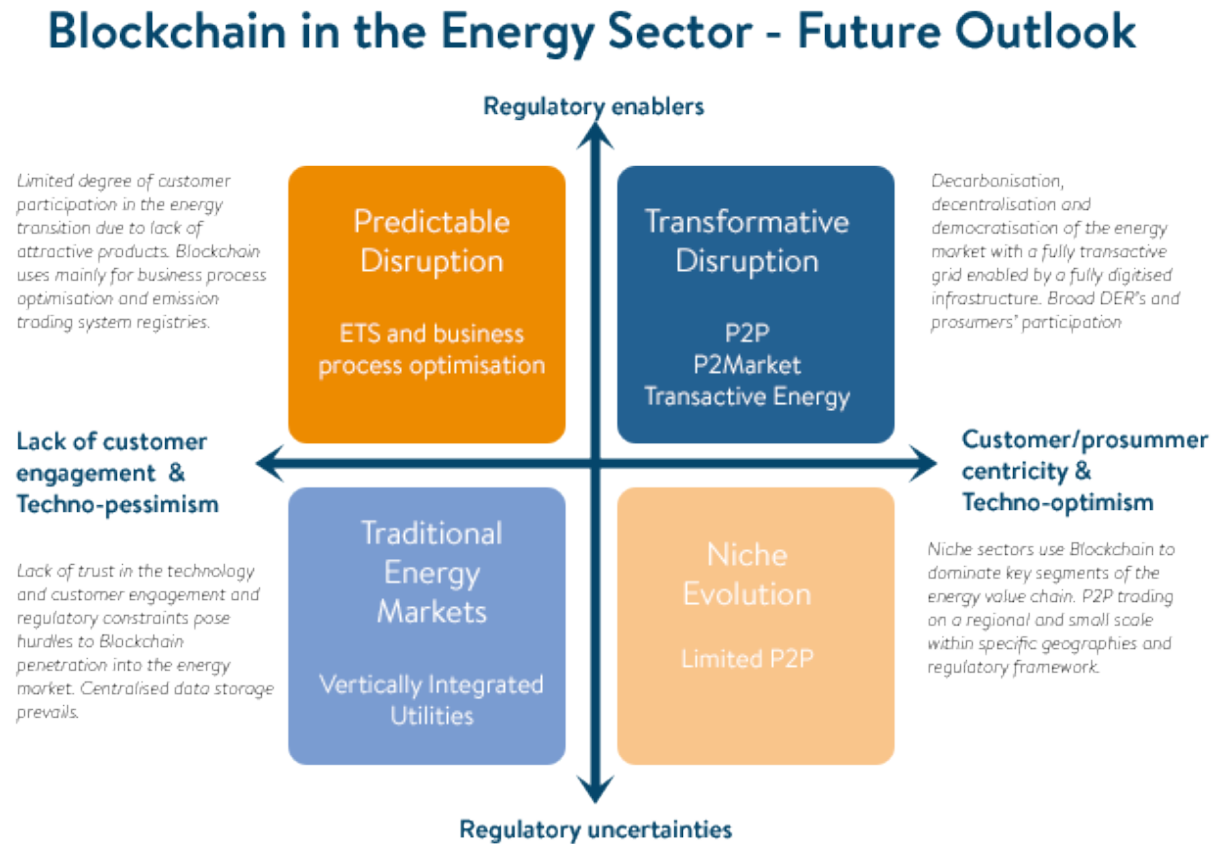 Blockchain in the Energy Sector - Future Outlook
Regulatory enablers
Limited degree of customer
participation in the energy
transition due to lack of
attractive products. Blockchain
uses mainly for business process
optimisation and emission
trading system registries.
Predictable
Disruption
ETS and business
process optimisation
Transformative
Disruption
P2P
P2Market
Transactive Energy
Decarbonisation,
decentralisation and
democratisation of the energy
market with a fully transactive
grid enabled by a fully digitised
infrastructure. Broad DER's and
prosumers' participation
Lack of customer
engagement &
Techno-pessimism
Customer/prosummer
centricity &
Techno-optimism
Lack of trust in the technology
and customer engagement and
regulatory constraints pose
hurdles to Blockchain
penetration into the energy
market. Centralised data storage
prevails.
Traditional
Energy
Markets
Vertically Integrated
Utilities
Niche
Evolution
Limited P2P
Niche sectors use Blockchain to
dominate key segments of the
energy value chain. P2P trading
on a regional and small scale
within specific geographies and
regulatory framework.
Regulatory uncertainties